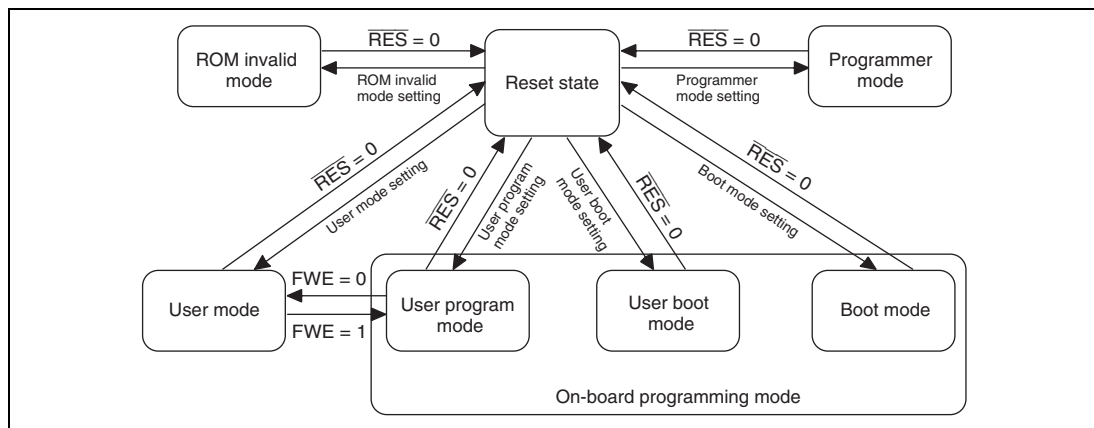 RES = 0
RES = 0
ROM invalid
mode
ROM invalid
mode setting
Reset state
Programmer
mode setting
Programmer
mode
RES = 0
User mode setting
RES = 0
User program
mode setting
User boot
mode setting
RES = 0
Boot mode setting
RES = 0
User mode
FWE = 0
FWE = 1
User program
mode
User boot
mode
Boot mode
On-board programming mode